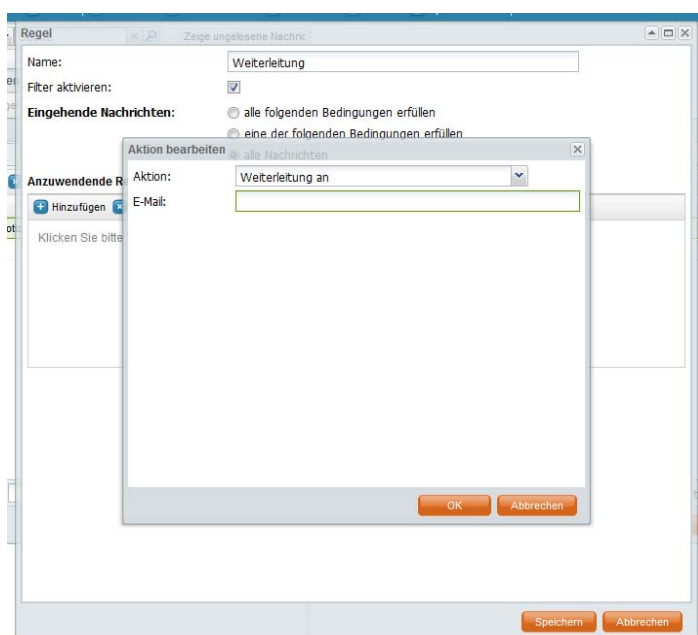 Regel
Zeige ungelesene Nachric
Name:
Weiterleitung
Filter aktivieren:
Eingehende Nachrichten:
alle folgenden Bedingungen erfüllen
eine der folgenden Bedingungen erfüllen
alle Nachrichten
Aktion bearbeiten
Anzuwendende R
Aktion:
Weiterleitung an
E-Mail:
Hinzufügen
Klicken Sie bitte
OK
Abbrechen
Speichern
Abbrechen